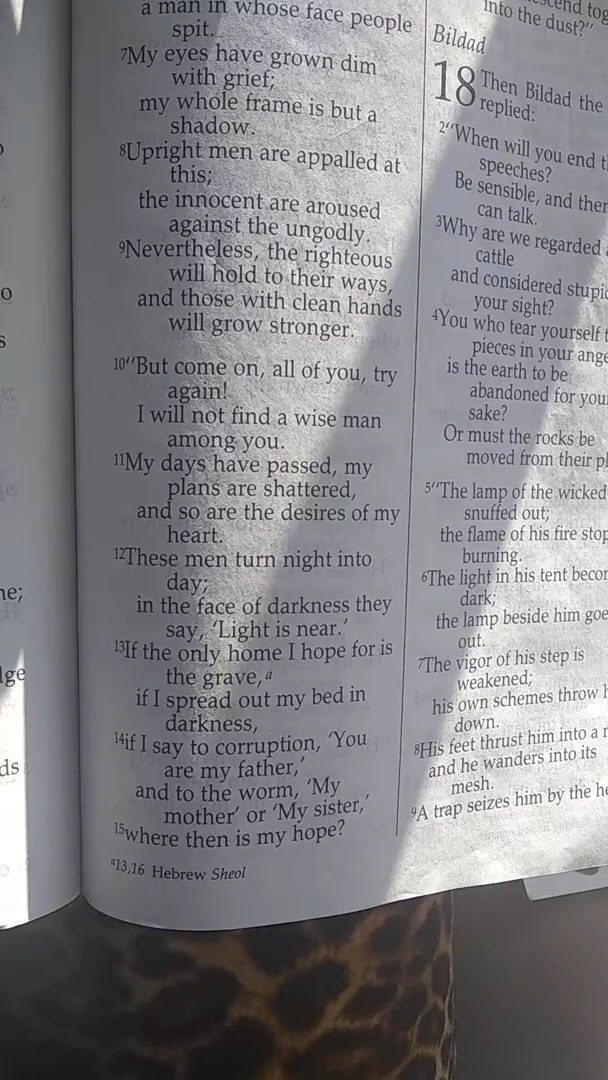 a man in whose face people
spit.
7My eyes have grown dim
with grief;
my whole frame is but a
shadow.
8Upright men are appalled at
this;
the innocent are aroused
against the ungodly.
9Nevertheless, the righteous
will hold to their ways,
and those with clean hands
will grow stronger.
10"But come on, all of you, try
again!
I will not find a wise man
among you.
11My days have passed, my
plans are shattered,
and so are the desires of my
heart.
12These men turn night into
day;
in the face of darkness they
say, 'Light is near.'
13If the only home I hope for is
the grave,a
if I spread out my bed in
darkness,
14if I say to corruption, 'You
are my father,'
and to the worm, 'My
mother' or 'My sister,'
15where then is my hope?
a13,16 Hebrew Sheol
into the dust?"
Bildad
18 Then Bildad the
replied:
2"When will you end
speeches?
Be sensible, and
can talk.
3Why are we regarded
cattle
and considered
your sight?
4You who tear yourself
pieces in your
is the earth to be
abandoned for
sake?
Or must the rocks be
moved from their
5"The lamp of the wicked
snuffed out;
the flame of his fire
burning.
6The light in his tent
dark;
the lamp beside him
out.
7The vigor of his step is
weakened;
his own schemes throw
down.
8His feet thrust him into a
and he wanders into its
mesh.
9A trap seizes him by the